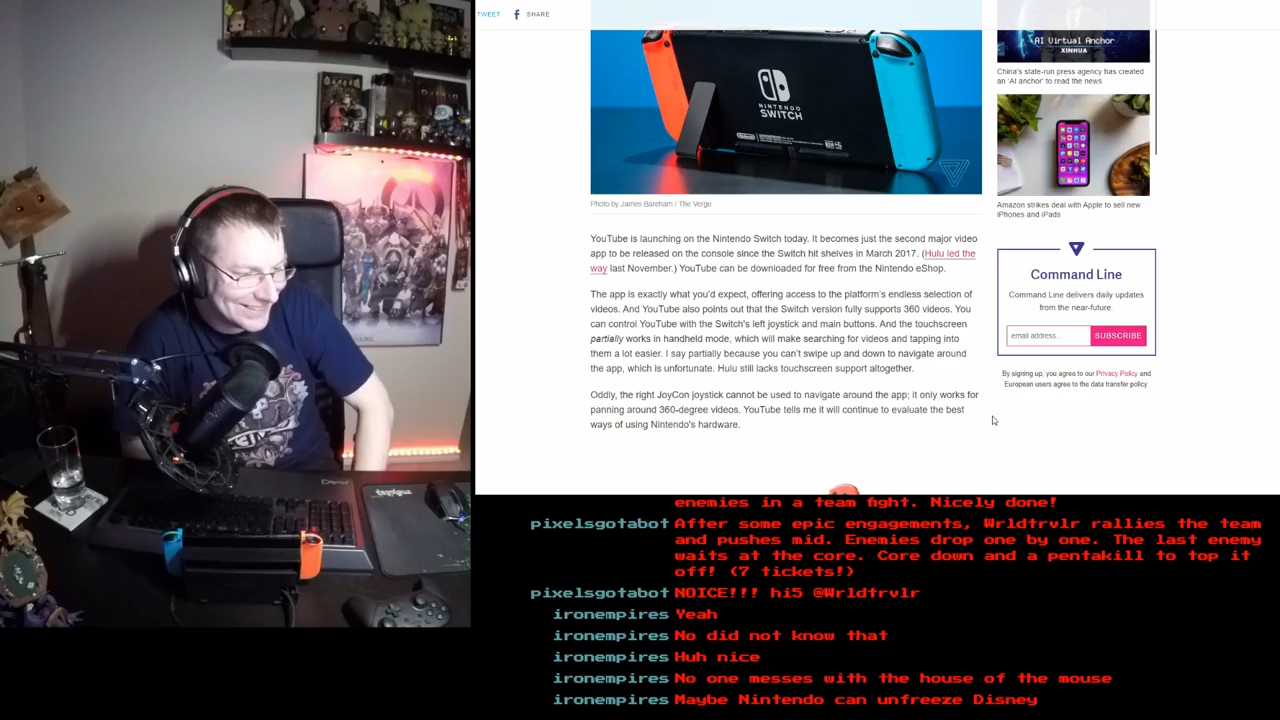 TWEET
SHARE
NINTENDO
SWITCH
Photo by James Bareham / The Verge
YouTube is launching on the Nintendo Switch today. It becomes just the second major video
app to be released on the console since the Switch hit shelves in March 2017. (Hulu led the
way last November.) YouTube can be downloaded for free from the Nintendo eShop.
The app is exactly what you'd expect, offering access to the platform's endless selection of
videos. And YouTube also points out that the Switch version fully supports 360 videos. You
can control YouTube with the Switch's left joystick and main buttons. And the touchscreen
partially works in handheld mode, which will make searching for videos and tapping into
them a lot easier. I say partially because you can't swipe up and down to navigate around
the app, which is unfortunate. Hulu still lacks touchscreen support altogether.
Oddly, the right JoyCon joystick cannot be used to navigate around the app; it only works for
panning around 360-degree videos. YouTube tells me it will continue to evaluate the best
ways of using Nintendo's hardware.
AI Virtual Anchor
XINHUA
China's state-run press agency has created
an 'AI anchor' to read the news
Amazon strikes deal with Apple to sell new
iPhones and iPads
Command Line
Command Line delivers daily updates
from the near-future.
email address...
SUBSCRIBE
By signing up, you agree to our Privacy Policy and
European users agree to the data transfer policy.
enemies in a team fight. Nicely done!
pixelsgotabot After some epic engagements, Wrldtrvlr rallies the team
and pushes mid. Enemies drop one by one. The last enemy
waits at the core. Core down and a pentakill to top it
off! (7 tickets!)
pixelsgotabot NOICE!!! hi5 @Wrldtrvlr
ironempires Yeah
ironempires No did not know that
ironempires Huh nice
ironempires No one messes with the house of the mouse
ironempires Maybe Nintendo can unfreeze Disney